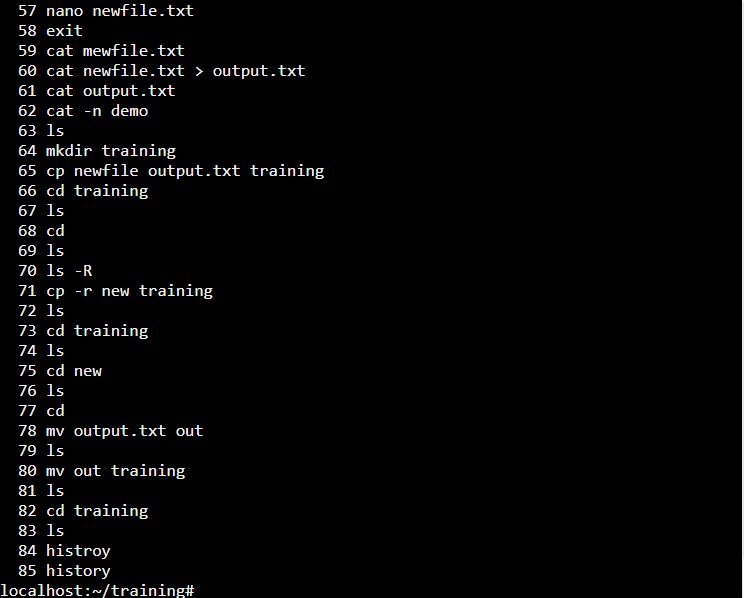 57 nano newfile.txt
58 exit
59 cat mewfile.txt
60 cat newfile.txt > output.txt
61 cat output.txt
62 cat -n demo
63 ls
64 mkdir training
65 cp newfile output.txt training
66 cd training
67 ls
68 cd
69 ls
70 ls -R
71 cp -r new training
72 ls
73 cd training
74 ls
75 cd new
76 ls
77 cd
78 mv output.txt out
79 ls
80 mv out training
81 ls
82 cd training
83 ls
84 histroy
85 history
localhost:~/training#